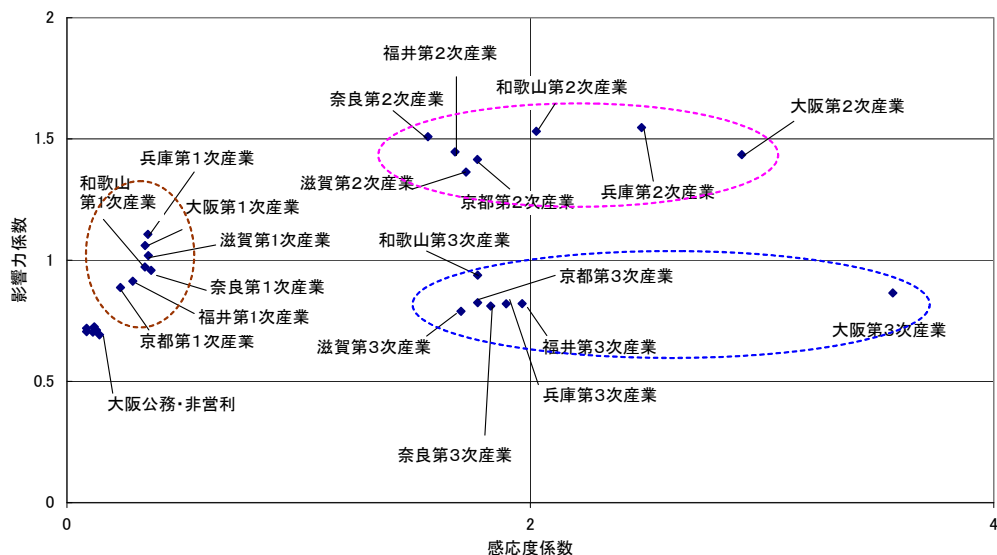 2
福井第2次産業
奈良第2次産業
和歌山第2次産業
大阪第2次産業
1.5
兵庫第1次産業
和歌山
第1次産業
大阪第1次産業
滋賀第2次産業
京都第2次産業
兵庫第2次産業
滋賀第1次産業
和歌山第3次産業
影響力係数
1
京都第3次産業
奈良第1次産業
福井第1次産業
京都第1次産業
滋賀第3次産業
福井第3次産業
大阪第3次産業
0.5
大阪公務・非営利
兵庫第3次産業
奈良第3次産業
0
0
2
4
感応度係数